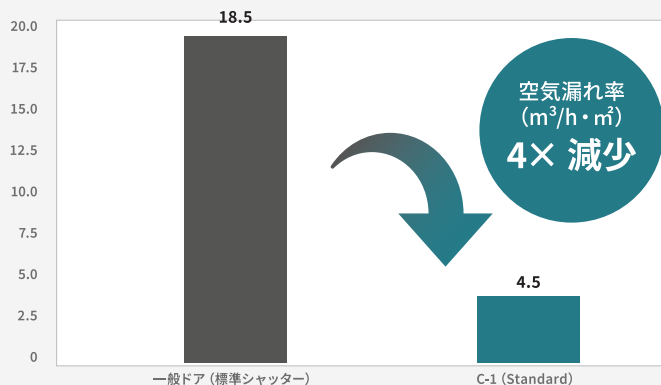 18.5
20.0
17.5
15.0
12.5
10.0
7.5
5.0
2.5
0
空気漏れ率
（m³/h・㎡）
4× 減少
4.5
一般ドア（標準シャッター）
C-1（Standard）